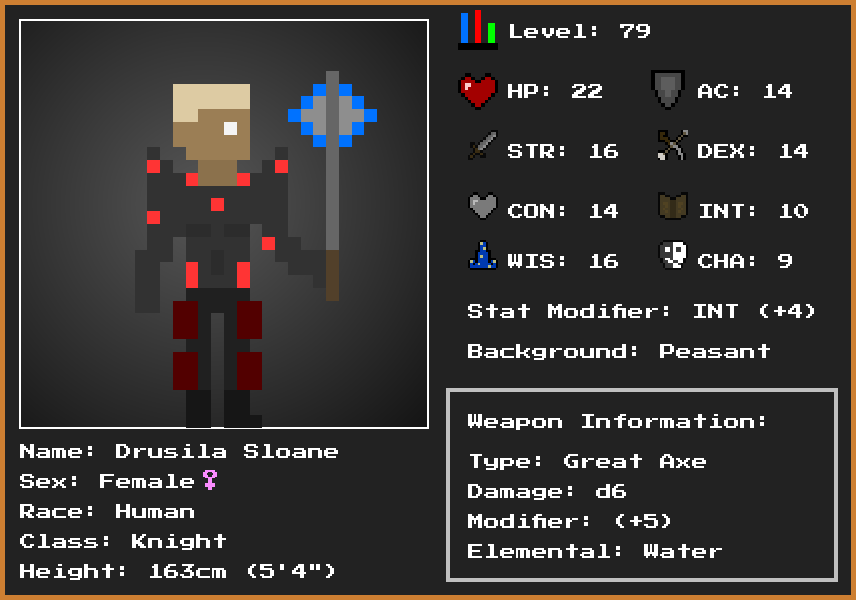 Level: 79
HP: 22 AC: 14
STR: 16 DEX: 14
CON: 14 INT: 10
WIS: 16 CHA: 9
Stat Modifier: INT (+4)
Background: Peasant
Weapon Information:
Type: Great Axe
Damage: d6
Modifier: (+5)
Elemental: Water
Name: Drusila Sloane
Sex: Female♀
Race: Human
Class: Knight
Height: 163cm (5'4")